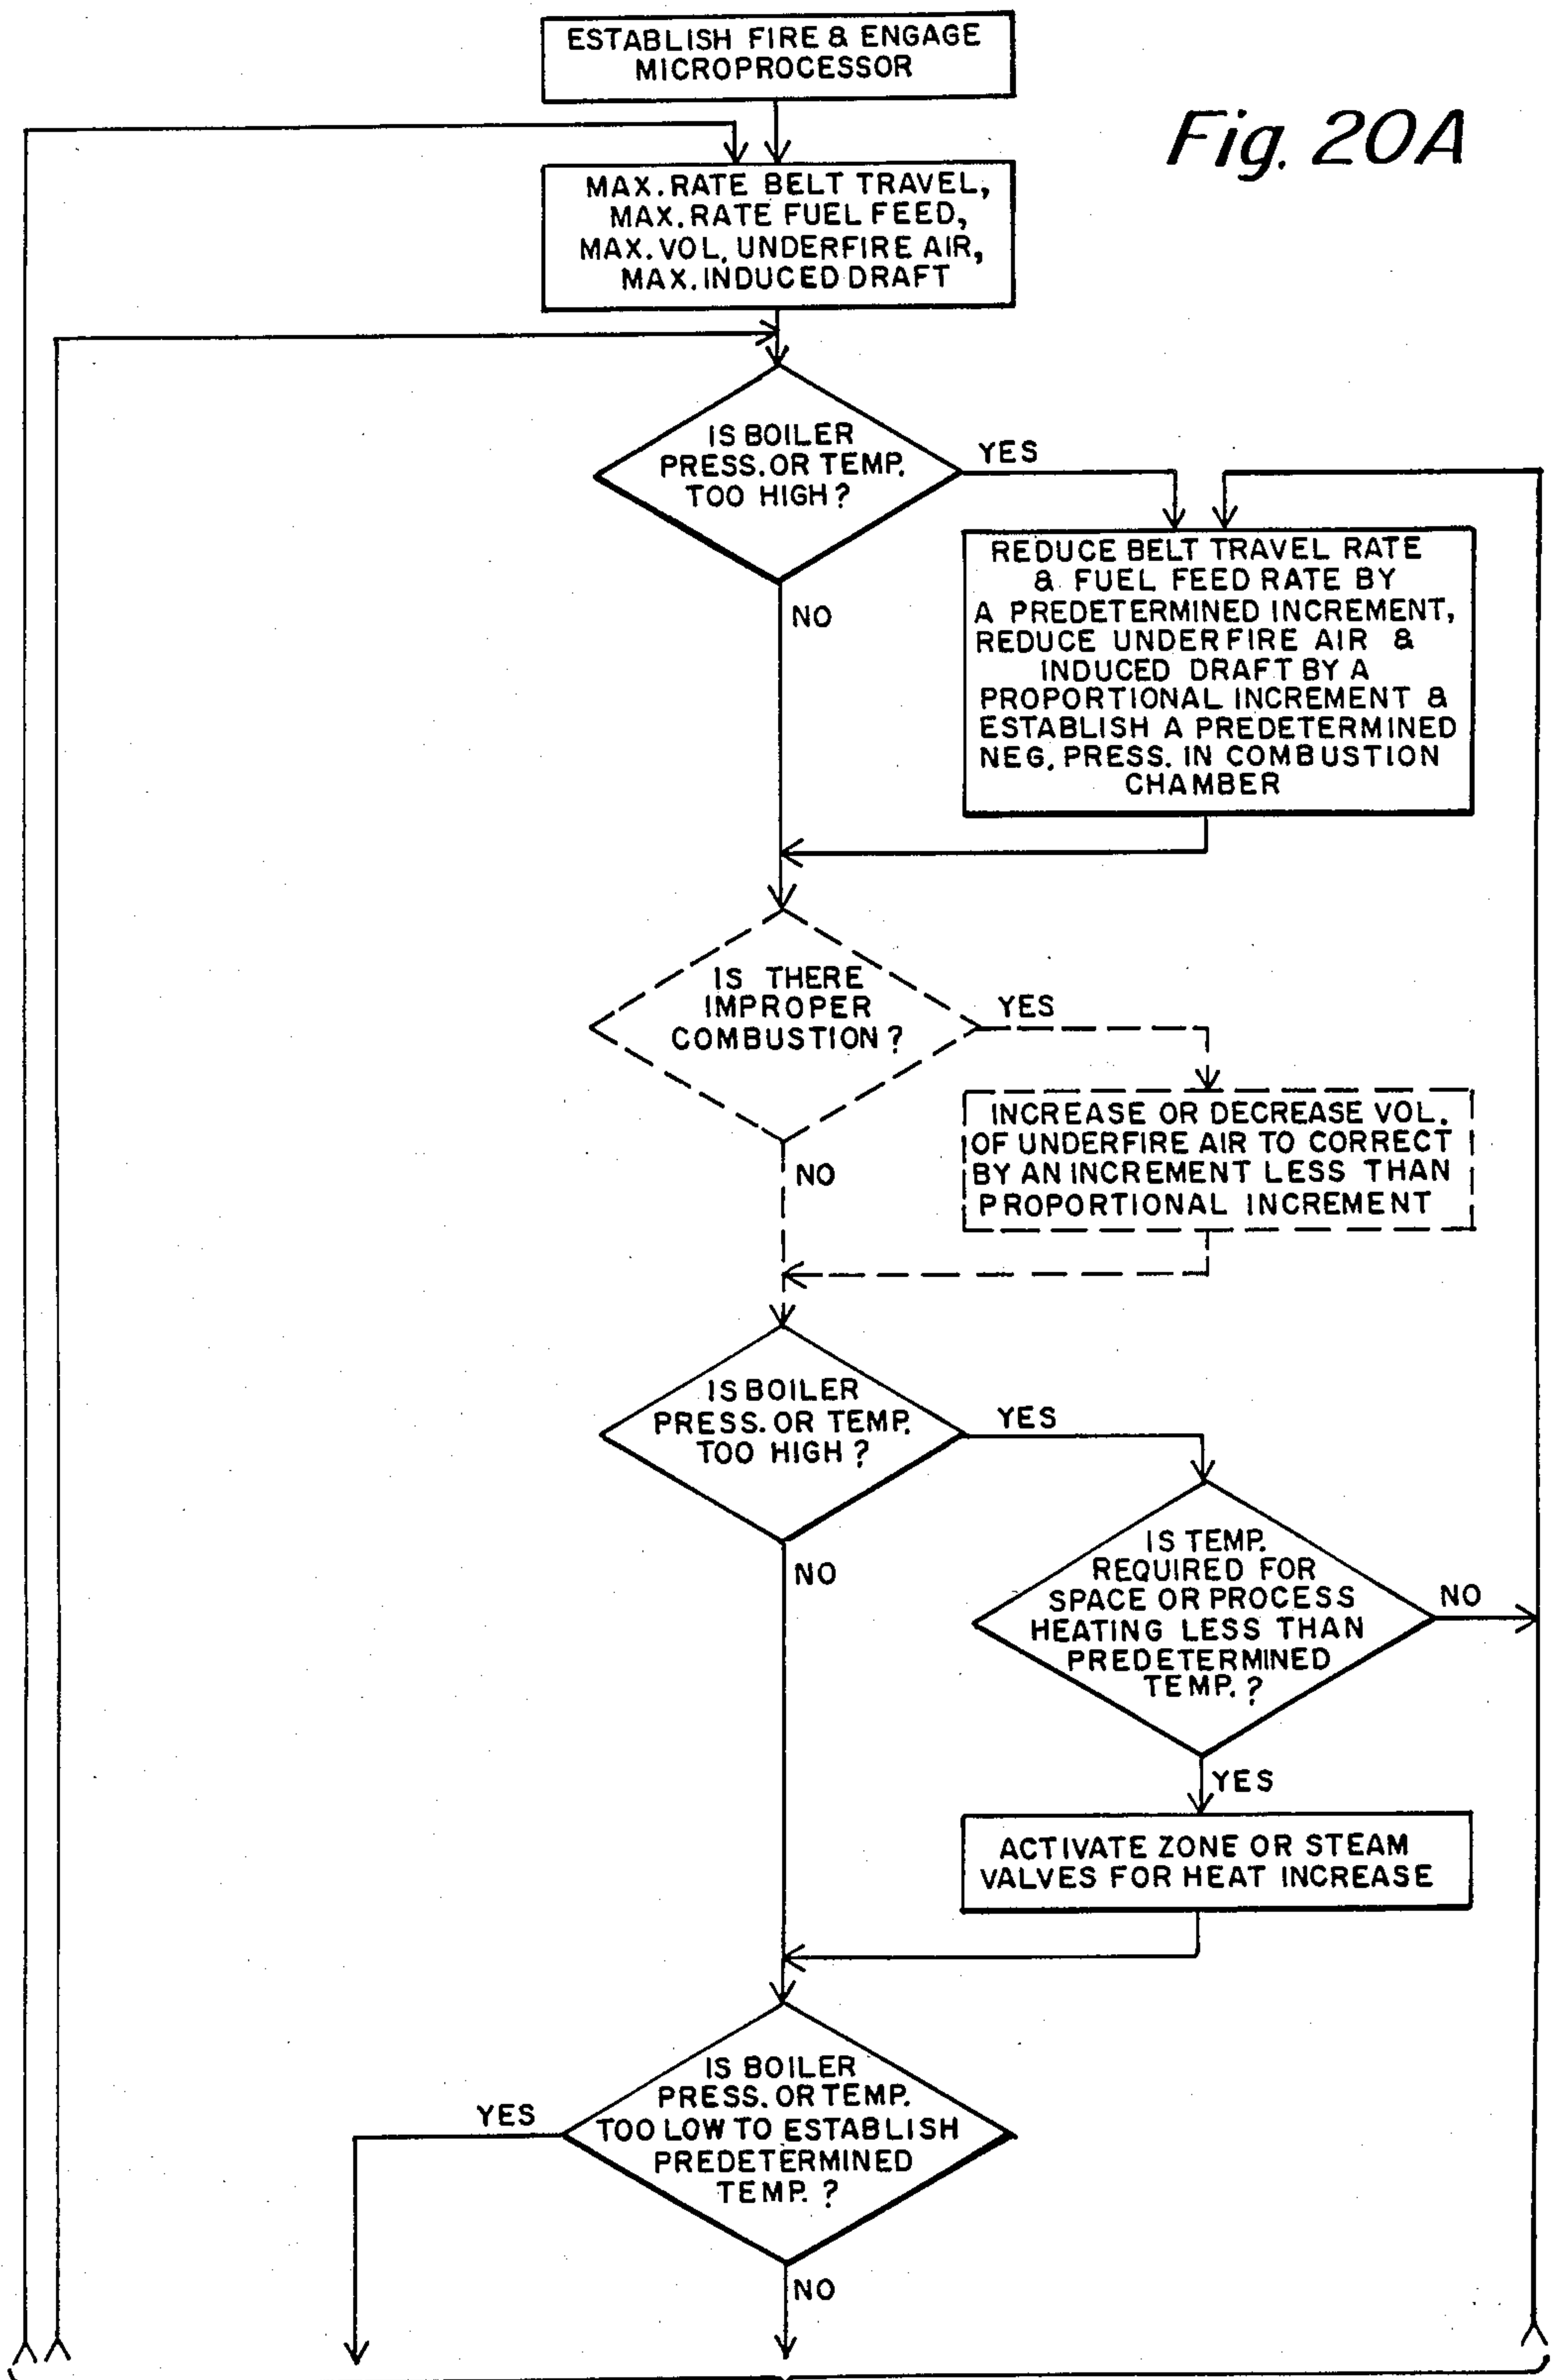 ESTABLISH FIRE & ENGAGE
MICROPROCESSOR
Fig. 20A
MAX. RATE BELT TRAVEL,
MAX. RATE FUEL FEED,
MAX. VOL. UNDERFIRE AIR,
MAX. INDUCED DRAFT
IS BOILER
PRESS. OR TEMP.
TOO HIGH?
YES
NO
REDUCE BELT TRAVEL RATE
& FUEL FEED RATE BY
A PREDETERMINED INCREMENT,
REDUCE UNDERFIRE AIR &
INDUCED DRAFT BY A
PROPORTIONAL INCREMENT &
ESTABLISH A PREDETERMINED
NEG. PRESS. IN COMBUSTION
CHAMBER
IS THERE
IMPROPER
COMBUSTION?
YES
NO
INCREASE OR DECREASE VOL.
OF UNDERFIRE AIR TO CORRECT
BY AN INCREMENT LESS THAN
PROPORTIONAL INCREMENT
IS BOILER
PRESS. OR TEMP.
TOO HIGH?
YES
NO
IS TEMP.
REQUIRED FOR
SPACE OR PROCESS
HEATING LESS THAN
PREDETERMINED
TEMP.?
NO
YES
ACTIVATE ZONE OR STEAM
VALVES FOR HEAT INCREASE
IS BOILER
PRESS. OR TEMP.
TOO LOW TO ESTABLISH
PREDETERMINED
TEMP.?
YES
NO